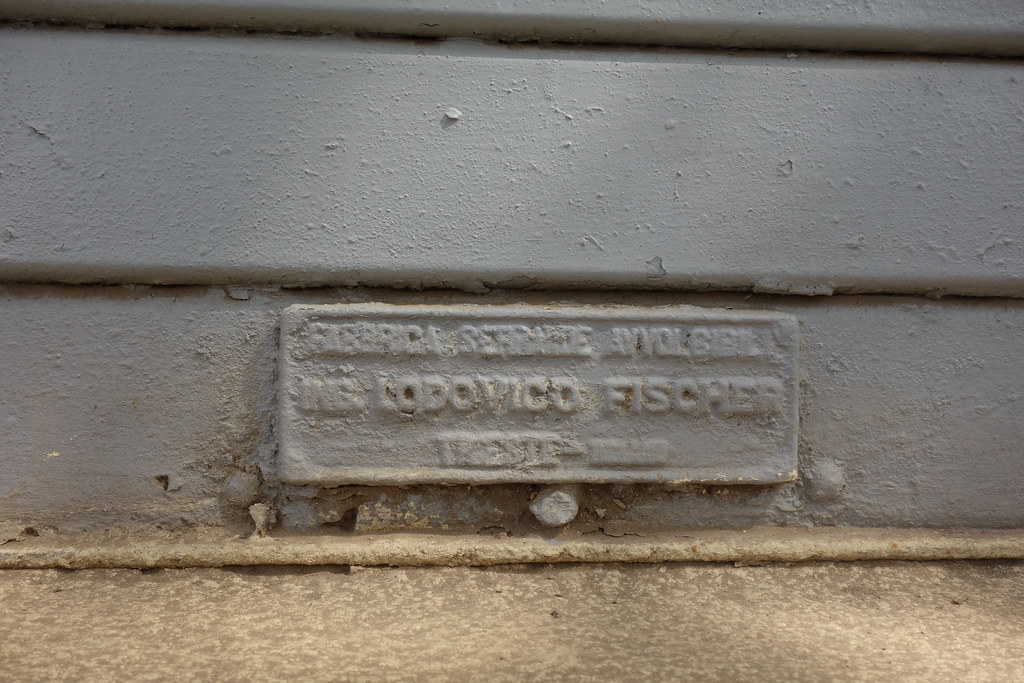 FABBRICA SERRANDE AVVOLGIBILI
ING. LODOVICO FISCHER
TRIESTE -